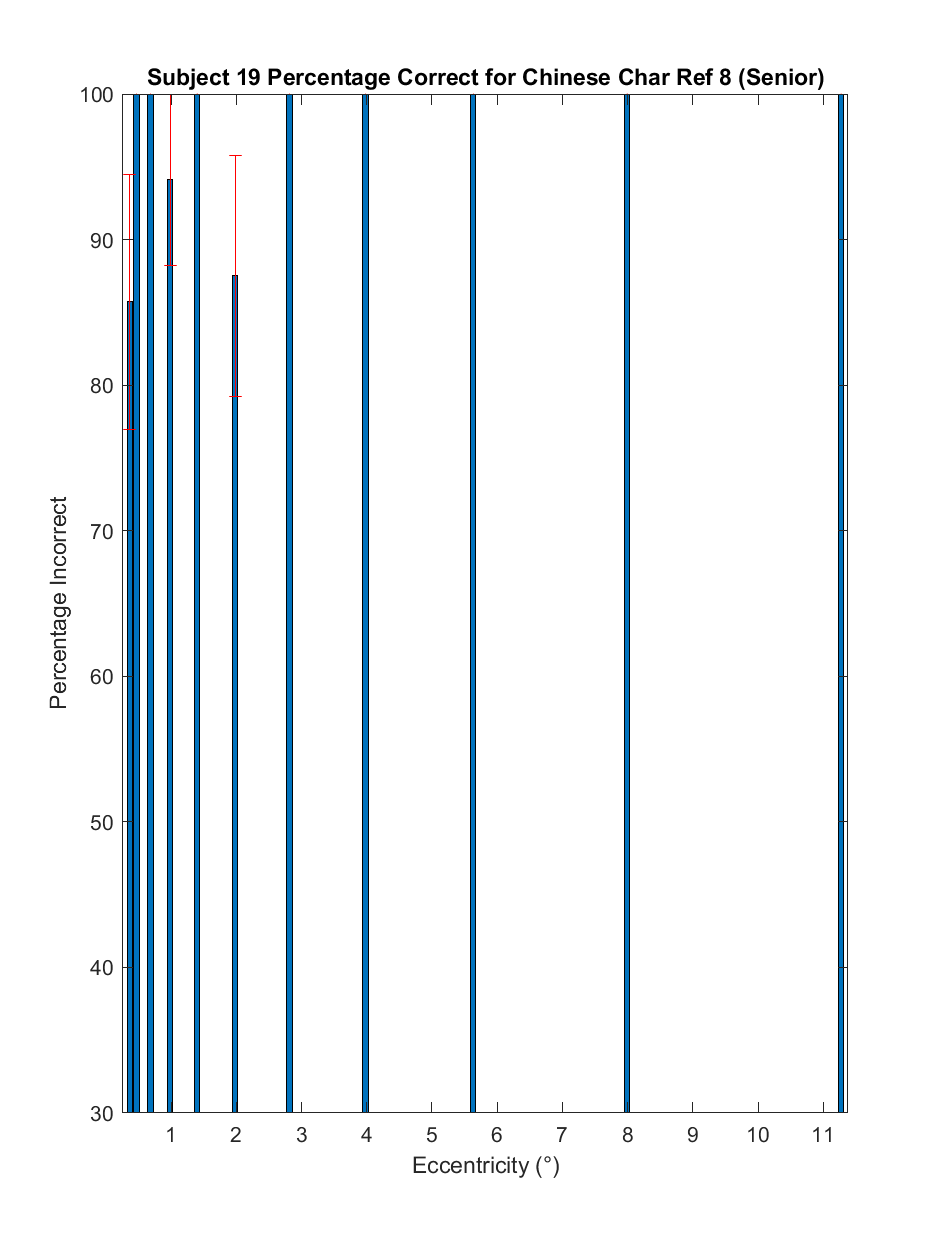 Subject 19 Percentage Correct for Chinese Char Ref 8 (Senior)
100
90
80
70
60
50
40
30
Percentage Incorrect
1 2 3 4 5 6 7 8 9 10 11
Eccentricity (°)